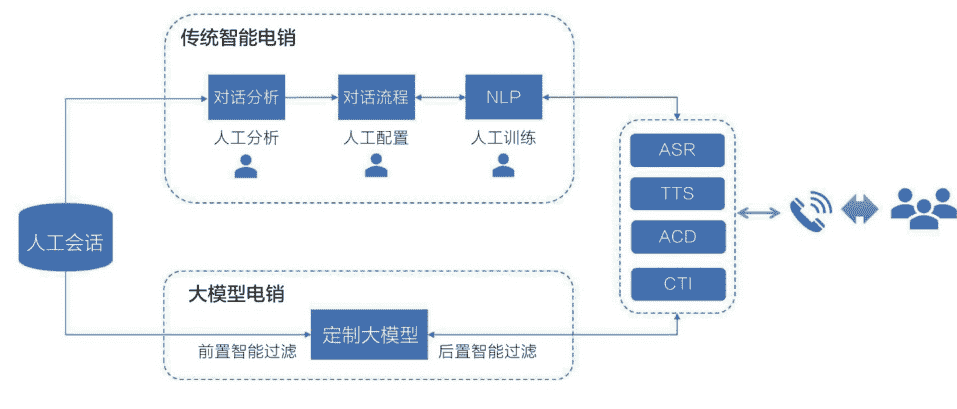 传统智能电销
对话分析
对话流程
NLP
人工分析
人工配置
人工训练
ASR
TTS
ACD
CTI
人工会话
大模型电销
定制大模型
前置智能过滤
后置智能过滤